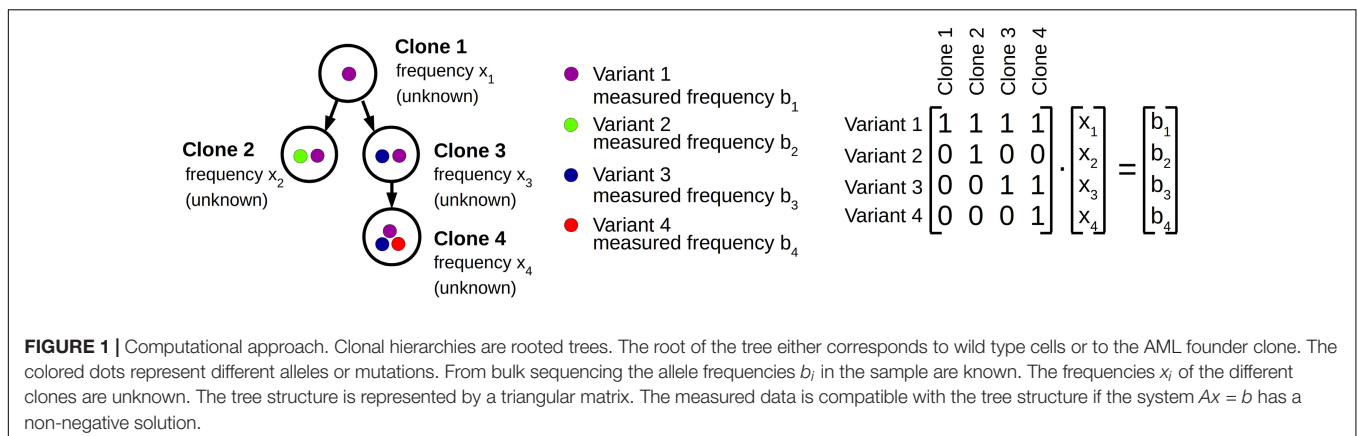 Clone 1
frequency x1
(unknown)
Clone 2
frequency x2
(unknown)
Clone 3
frequency x3
(unknown)
Clone 4
frequency x4
(unknown)
Variant 1
measured frequency b1
Variant 2
measured frequency b2
Variant 3
measured frequency b3
Variant 4
measured frequency b4
Clone 1
Clone 2
Clone 3
Clone 4
Variant 1 [1 1 1 1] [x1] [b1]
Variant 2 [0 1 0 0] · [x2] = [b2]
Variant 3 [0 0 1 1] [x3] [b3]
Variant 4 [0 0 0 1] [x4] [b4]
FIGURE 1 | Computational approach. Clonal hierarchies are rooted trees. The root of the tree either corresponds to wild type cells or to the AML founder clone. The
colored dots represent different alleles or mutations. From bulk sequencing the allele frequencies bi in the sample are known. The frequencies xi of the different
clones are unknown. The tree structure is represented by a triangular matrix. The measured data is compatible with the tree structure if the system Ax = b has a
non-negative solution.